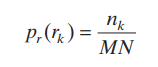 p_r(r_k) = n_k / MN